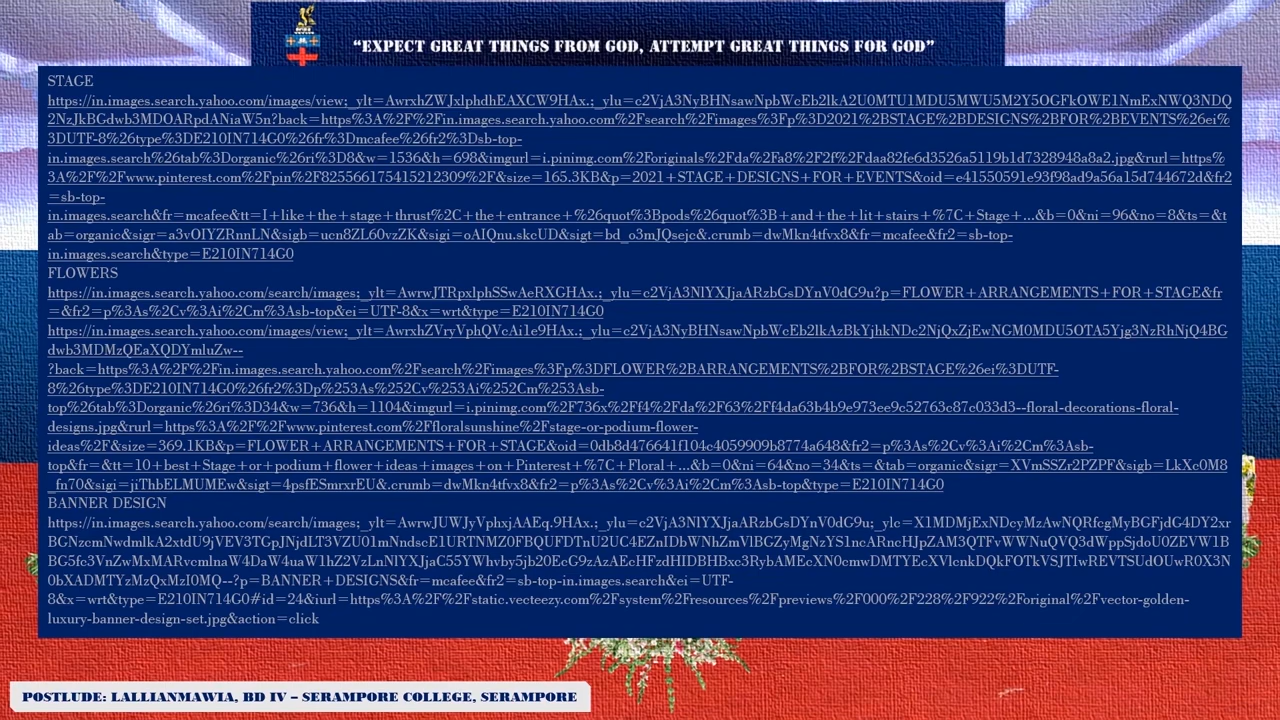 “EXPECT GREAT THINGS FROM GOD, ATTEMPT GREAT THINGS FOR GOD”
STAGE
https://in.images.search.yahoo.com/images/view;_ylt=AwrxhZWJxlphdhEAXCW9HAx.;_ylu=c2VjA3NyBHNsawNpbWcEb2lkA2U0MTU1MDU5MWU5M2Y5OGFkOWE1NmExNWQ3NDQ
2NzJkBGdwb3MDOARpdANiaW5n?back=https%3A%2F%2Fin.images.search.yahoo.com%2Fsearch%2Fimages%3Fp%3D2021%2BSTAGE%2BDESIGNS%2BFOR%2BEVENTS%26ei%
3DUTF-8%26type%3DE210IN714G0%26fr%3Dmcafee%26fr2%3Dsb-top-
in.images.search%26tab%3Dorganic%26ri%3D8&w=1536&h=698&imgurl=i.pinimg.com%2Foriginals%2Fda%2Fa8%2F2f%2Fdaa82fe6d3526a5119b1d7328948a8a2.jpg&rurl=https%
3A%2F%2Fwww.pinterest.com%2Fpin%2F825566175415212309%2F&size=165.3KB&p=2021+STAGE+DESIGNS+FOR+EVENTS&oid=e41550591e93f98ad9a56a15d744672d&fr2
=sb-top-
in.images.search&fr=mcafee&tt=I+like+the+stage+thrust%2C+the+entrance+%26quot%3Bpods%26quot%3B+and+the+lit+stairs+%7C+Stage+...&b=0&ni=96&no=8&ts=&t
ab=organic&sigr=a3vOIYZRnnLN&sigb=ucn8ZL60vzZK&sigi=oAIQnu.skcUD&sigt=bd_o3mJQsejc&.crumb=dwMkn4tfvx8&fr=mcafee&fr2=sb-top-
in.images.search&type=E210IN714G0
FLOWERS
https://in.images.search.yahoo.com/search/images;_ylt=AwrwJTRpxlphSSwAeRXGHAx.;_ylu=c2VjA3NlYXJjaARzbGsDYnV0dG9u?p=FLOWER+ARRANGEMENTS+FOR+STAGE&fr
=&fr2=p%3As%2Cv%3Ai%2Cm%3Asb-top&ei=UTF-8&x=wrt&type=E210IN714G0
https://in.images.search.yahoo.com/images/view;_ylt=AwrxhZVryVphQVcAi1e9HAx.;_ylu=c2VjA3NyBHNsawNpbWcEb2lkAzBkYjhkNDc2NjQxZjEwNGM0MDU5OTA5Yjg3NzRhNjQ4BG
dwb3MDMzQEaXQDYmluZw--
?back=https%3A%2F%2Fin.images.search.yahoo.com%2Fsearch%2Fimages%3Fp%3DFLOWER%2BARRANGEMENTS%2BFOR%2BSTAGE%26ei%3DUTF-
8%26type%3DE210IN714G0%26fr2%3Dp%253As%252Cv%253Ai%252Cm%253Asb-
top%26tab%3Dorganic%26ri%3D34&w=736&h=1104&imgurl=i.pinimg.com%2F736x%2Ff4%2Fda%2F63%2Ff4da63b4b9e973ee9c52763c87c033d3--floral-decorations-floral-
designs.jpg&rurl=https%3A%2F%2Fwww.pinterest.com%2Ffloralsunshine%2Fstage-or-podium-flower-
ideas%2F&size=369.1KB&p=FLOWER+ARRANGEMENTS+FOR+STAGE&oid=0db8d476641f104c4059909b8774a648&fr2=p%3As%2Cv%3Ai%2Cm%3Asb-
top&fr=&tt=10+best+Stage+or+podium+flower+ideas+images+on+Pinterest+%7C+Floral+...&b=0&ni=64&no=34&ts=&tab=organic&sigr=XVmSSZr2PZPF&sigb=LkXc0M8
_fn70&sigi=jiThbELMUMEw&sigt=4psfESmrxrEU&.crumb=dwMkn4tfvx8&fr2=p%3As%2Cv%3Ai%2Cm%3Asb-top&type=E210IN714G0
BANNER DESIGN
https://in.images.search.yahoo.com/search/images;_ylt=AwrJUWJyVphxjAAEq.9HAx.;_ylu=c2VjA3NlYXJjaARzbGsDYnV0dG9u;_ylc=X1MDMjExNDcyMzAwNQRfcgMyBGFjdG4DY2xr
BGNzcmNwdmlkA2xtdU9jVEV3TGpJNjdLT3VZU01mNndscE1URTNMZ0FBQUFDTnU2UC4EZnIDbWNhZmVlBGZyMgNzYS1ncARncHJpZAM3QTFvWWNuQVQ3dWppSjdoU0ZEVW1B
BG5fc3VnZwMxMARvcmlnaW4DaW4uaW1hZ2VzLnNlYXJjaC55YWhvby5jb20EcG9zAzAEcHFzdHIDBHBxc3RybAMEcXN0cmwDMTYEcXVlcnkDQkFOTkVSJTIwREVTSUdOUwR0X3N
0bXADMTYzMzQxMzI0MQ--?p=BANNER+DESIGNS&fr=mcafee&fr2=sb-top-in.images.search&ei=UTF-
8&x=wrt&type=E210IN714G0#id=24&iurl=https%3A%2F%2Fstatic.vecteezy.com%2Fsystem%2Fresources%2Fpreviews%2F000%2F228%2F922%2Foriginal%2Fvector-golden-
luxury-banner-design-set.jpg&action=click
POSTLUDE: LALLIANMAWIA, BD IV – SERAMPORE COLLEGE, SERAMPORE